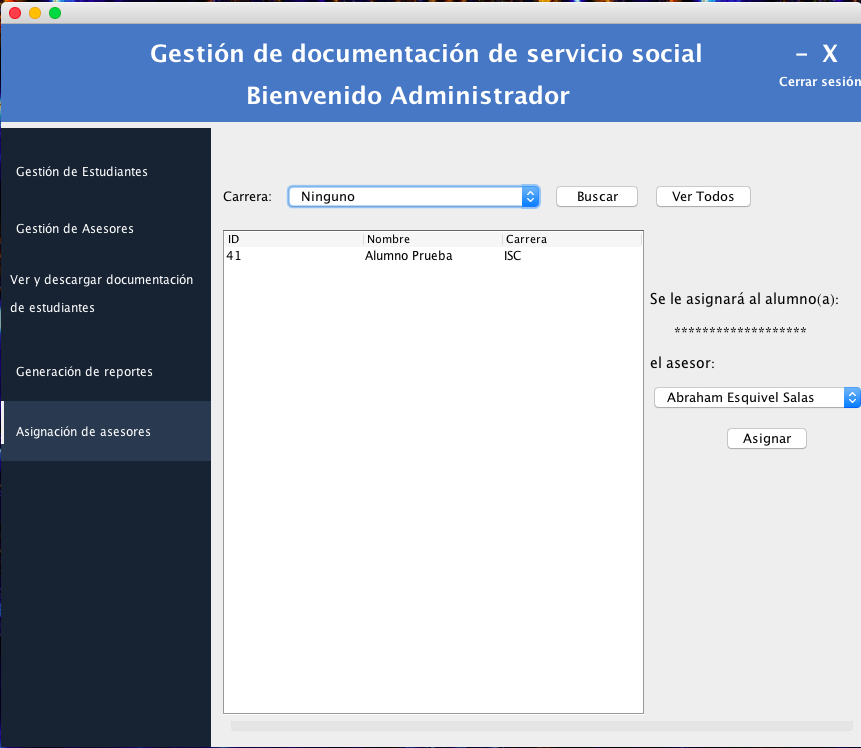 Gestión de documentación de servicio social
– X
Bienvenido Administrador
Cerrar sesión
Gestión de Estudiantes
Gestión de Asesores
Ver y descargar documentación
de estudiantes
Generación de reportes
Asignación de asesores
Carrera: Ninguno Buscar Ver Todos
ID Nombre Carrera
41 Alumno Prueba ISC
Se le asignará al alumno(a):
*******************
el asesor:
Abraham Esquivel Salas
Asignar